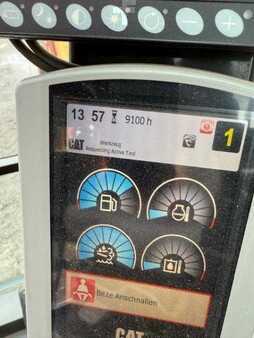 13 57 9100 h
1
CAT
Werkzeug
Requesting Active Tool
Bitte Anschnallen
CAT